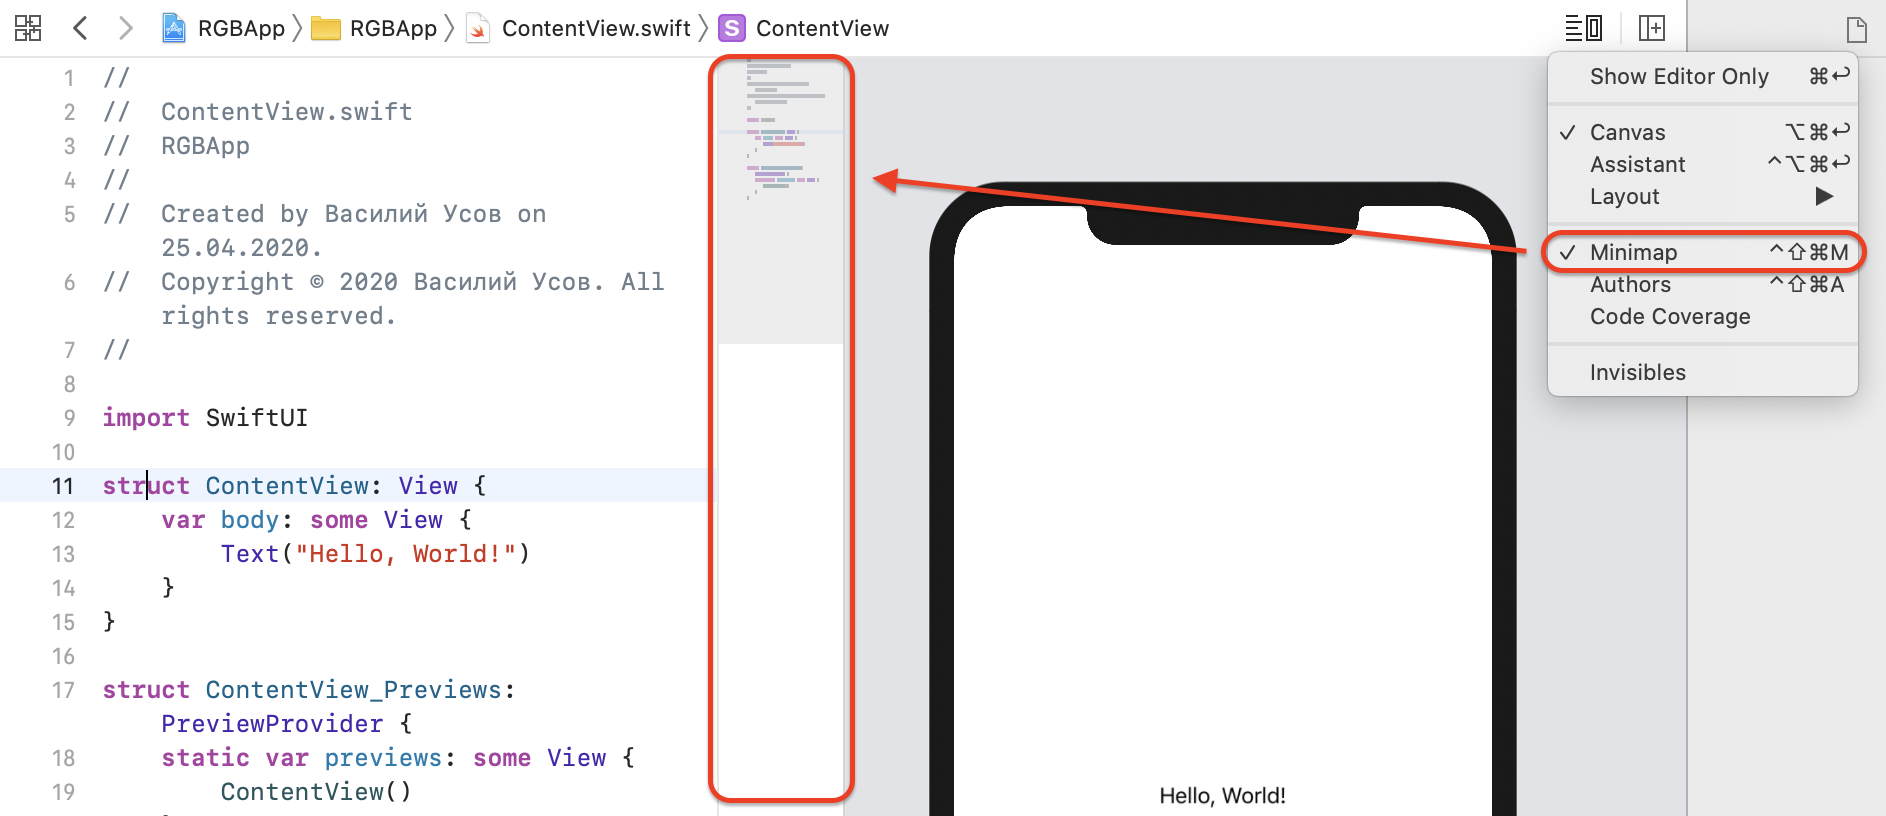 RGBApp RGBApp ContentView.swift S ContentView
1 //
2 //  ContentView.swift
3 //  RGBApp
4 //
5 //  Created by Василий Усов on
25.04.2020.
6 //  Copyright © 2020 Василий Усов. All
rights reserved.
7 //
8
9 import SwiftUI
10
11 struct ContentView: View {
12     var body: some View {
13         Text("Hello, World!")
14     }
15 }
16
17 struct ContentView_Previews:
PreviewProvider {
18     static var previews: some View {
19         ContentView()
Hello, World!
Show Editor Only ⌘↩
✓ Canvas ⌥⌘↩
Assistant ^⌥⌘↩
Layout ▶
✓ Minimap ^⇧⌘M
Authors ^⇧⌘A
Code Coverage
Invisibles